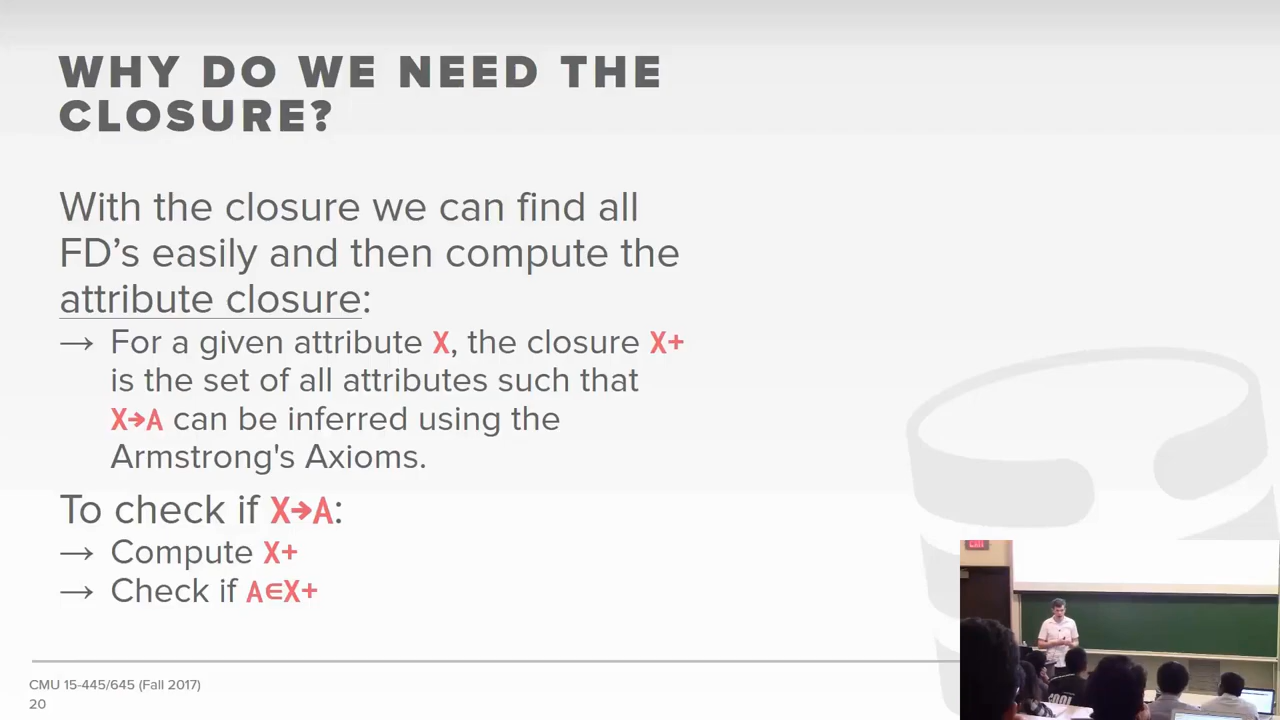 WHY DO WE NEED THE
CLOSURE?
With the closure we can find all
FD's easily and then compute the
attribute closure:
→ For a given attribute X, the closure X+
is the set of all attributes such that
X→A can be inferred using the
Armstrong's Axioms.
To check if X→A:
→ Compute X+
→ Check if A∈X+
CMU 15-445/645 (Fall 2017)
20